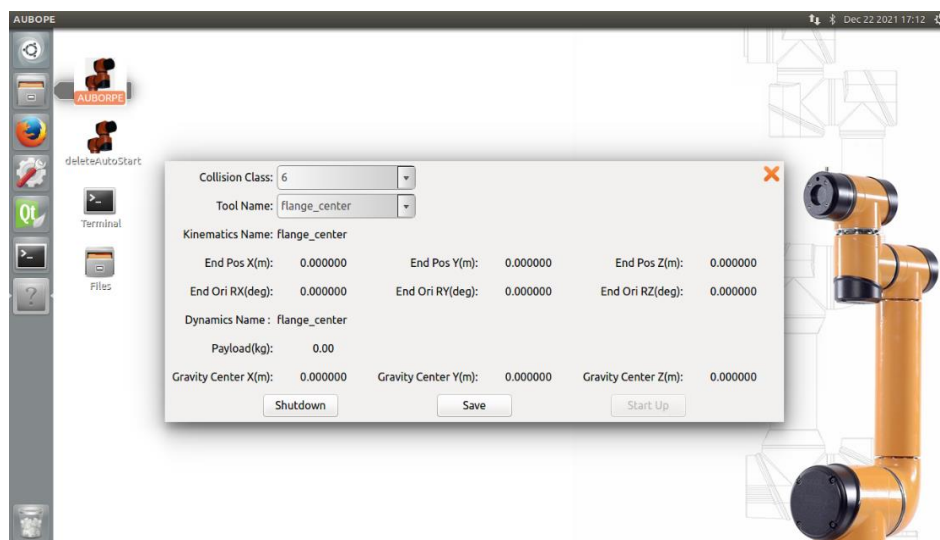 AUBOPE
Dec 22 2021 17:12
AUBORPE
deleteAutoStart
Terminal
Files
Collision Class: 6
Tool Name: flange_center
Kinematics Name: flange_center
End Pos X(m): 0.000000 End Pos Y(m): 0.000000 End Pos Z(m): 0.000000
End Ori RX(deg): 0.000000 End Ori RY(deg): 0.000000 End Ori RZ(deg): 0.000000
Dynamics Name : flange_center
Payload(kg): 0.00
Gravity Center X(m): 0.000000 Gravity Center Y(m): 0.000000 Gravity Center Z(m): 0.000000
Shutdown Save Start Up